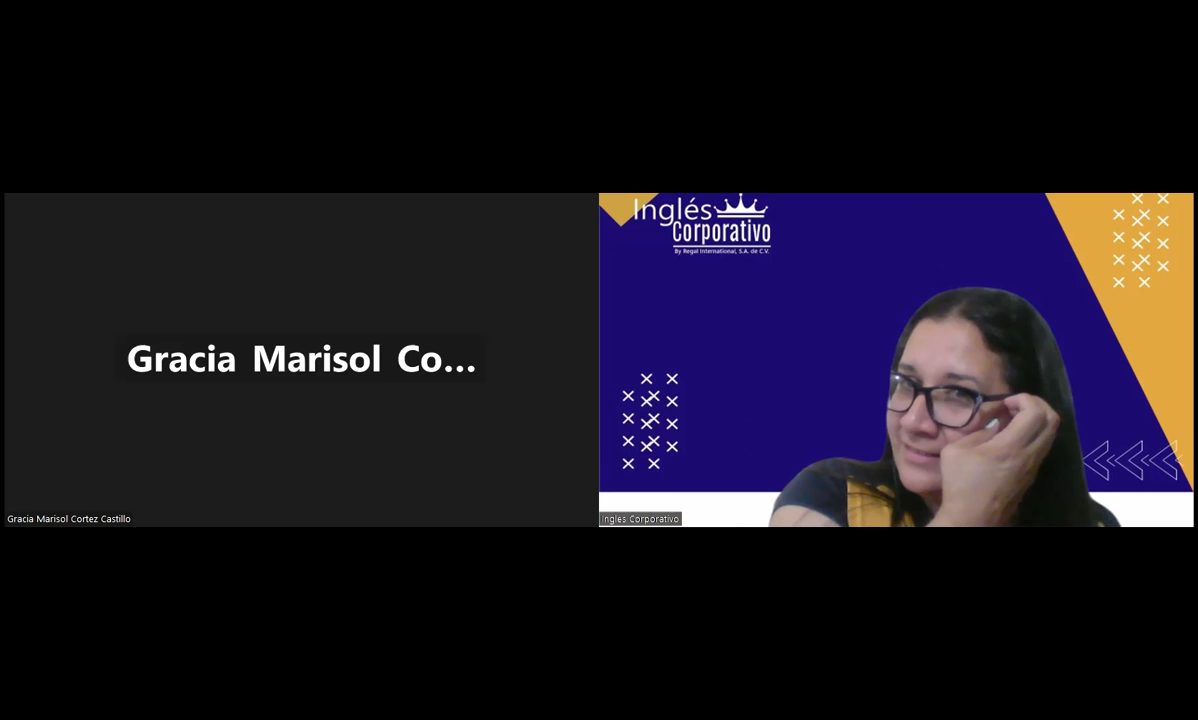 Gracia Marisol Co...
Gracia Marisol Cortez Castillo
Inglés
Corporativo
By Regal International, S.A. de C.V.
Ingles Corporativo